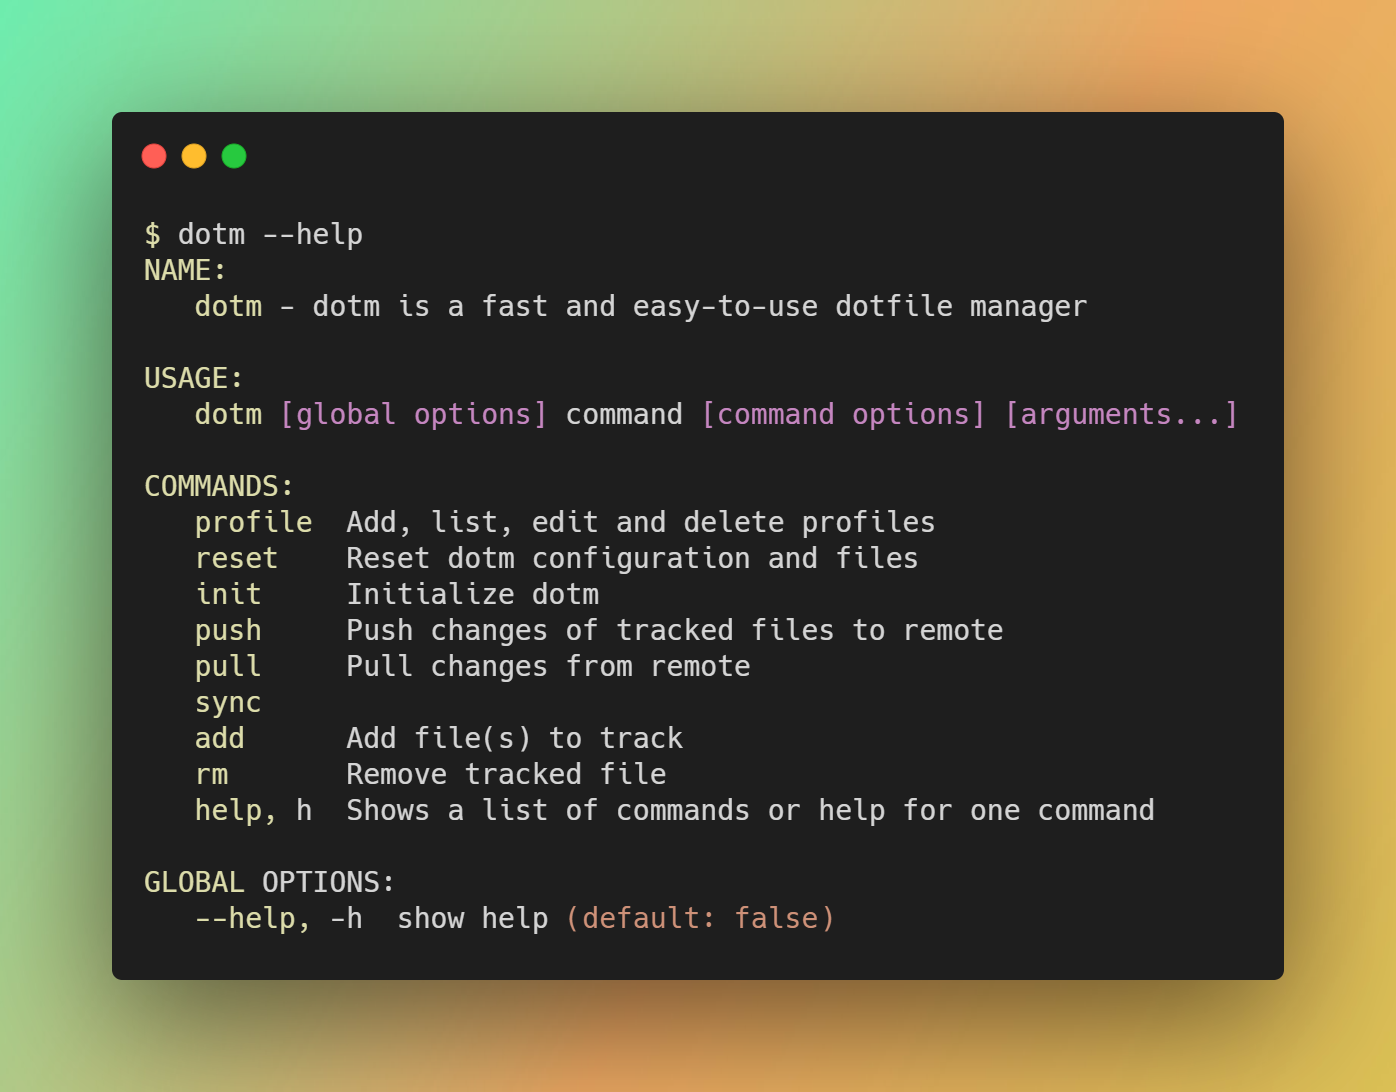 $ dotm --help
NAME:
   dotm - dotm is a fast and easy-to-use dotfile manager

USAGE:
   dotm [global options] command [command options] [arguments...]

COMMANDS:
   profile  Add, list, edit and delete profiles
   reset    Reset dotm configuration and files
   init     Initialize dotm
   push     Push changes of tracked files to remote
   pull     Pull changes from remote
   sync
   add      Add file(s) to track
   rm       Remove tracked file
   help, h  Shows a list of commands or help for one command

GLOBAL OPTIONS:
   --help, -h  show help (default: false)